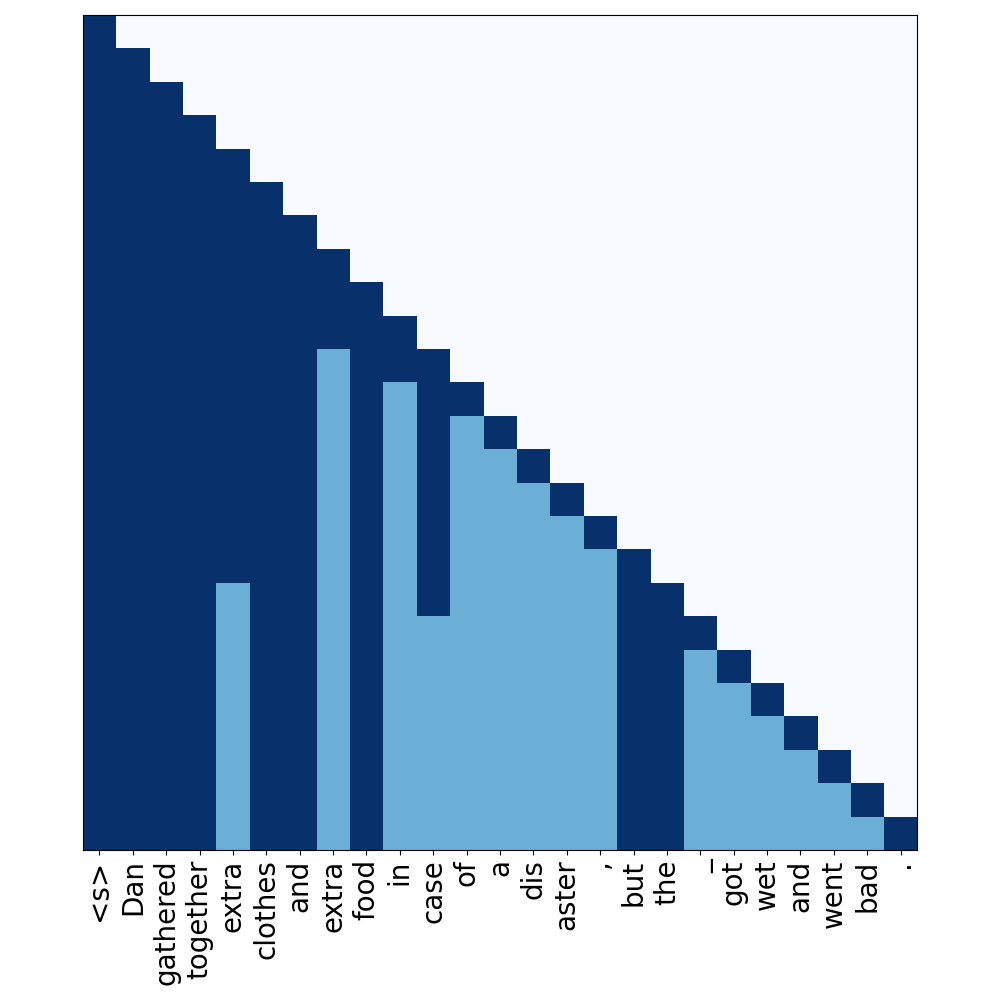 <s> Dan gathered together extra clothes and extra food in case of a dis aster , but the _ got wet and went bad .